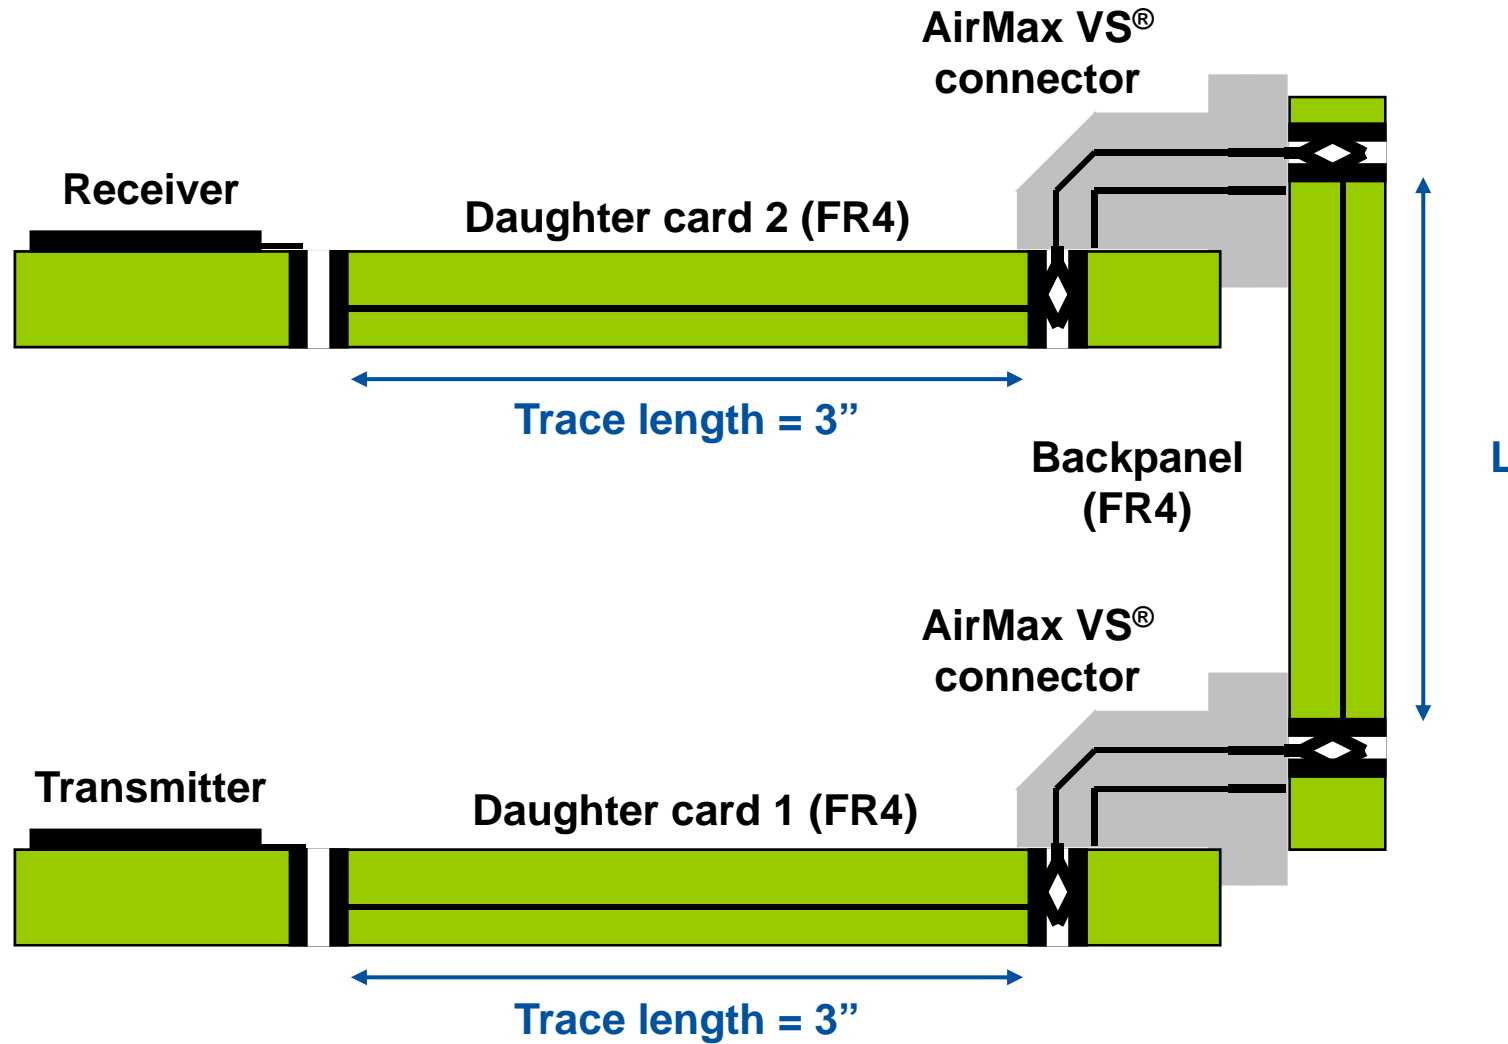 AirMax VS®
connector
Receiver
Daughter card 2 (FR4)
Trace length = 3”
Backpanel
(FR4)
L
AirMax VS®
connector
Transmitter
Daughter card 1 (FR4)
Trace length = 3”